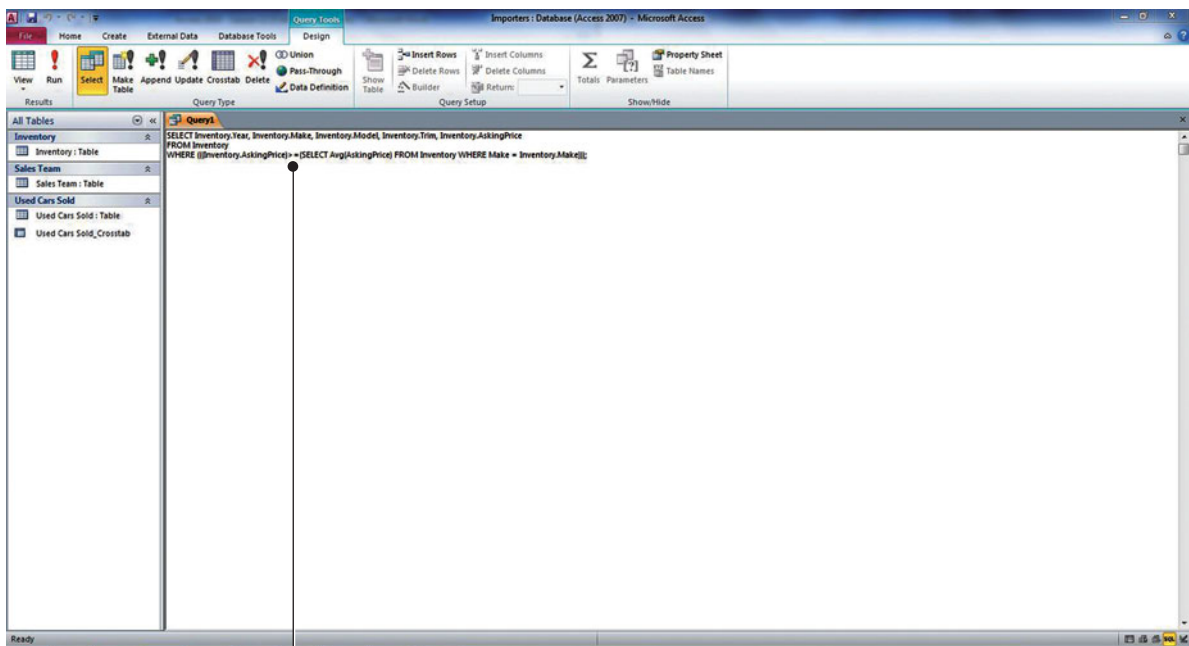 Query Tools
Importers : Database (Access 2007) - Microsoft Access
File Home Create External Data Database Tools Design
View Run Select Make Table Append Update Crosstab Delete
Union
Pass-Through
Data Definition
Show Table
Insert Rows
Delete Rows
Builder
Insert Columns
Delete Columns
Return:
Totals Parameters
Property Sheet
Table Names
Results Query Type Query Setup Show/Hide
All Tables
Query1
Inventory
Inventory : Table
Sales Team
Sales Team : Table
Used Cars Sold
Used Cars Sold : Table
Used Cars Sold_Crosstab
SELECT Inventory.Year, Inventory.Make, Inventory.Model, Inventory.Trim, Inventory.AskingPrice
FROM Inventory
WHERE (((Inventory.AskingPrice)>=(SELECT Avg(AskingPrice) FROM Inventory WHERE Make = Inventory.Make)));
Ready
SQL